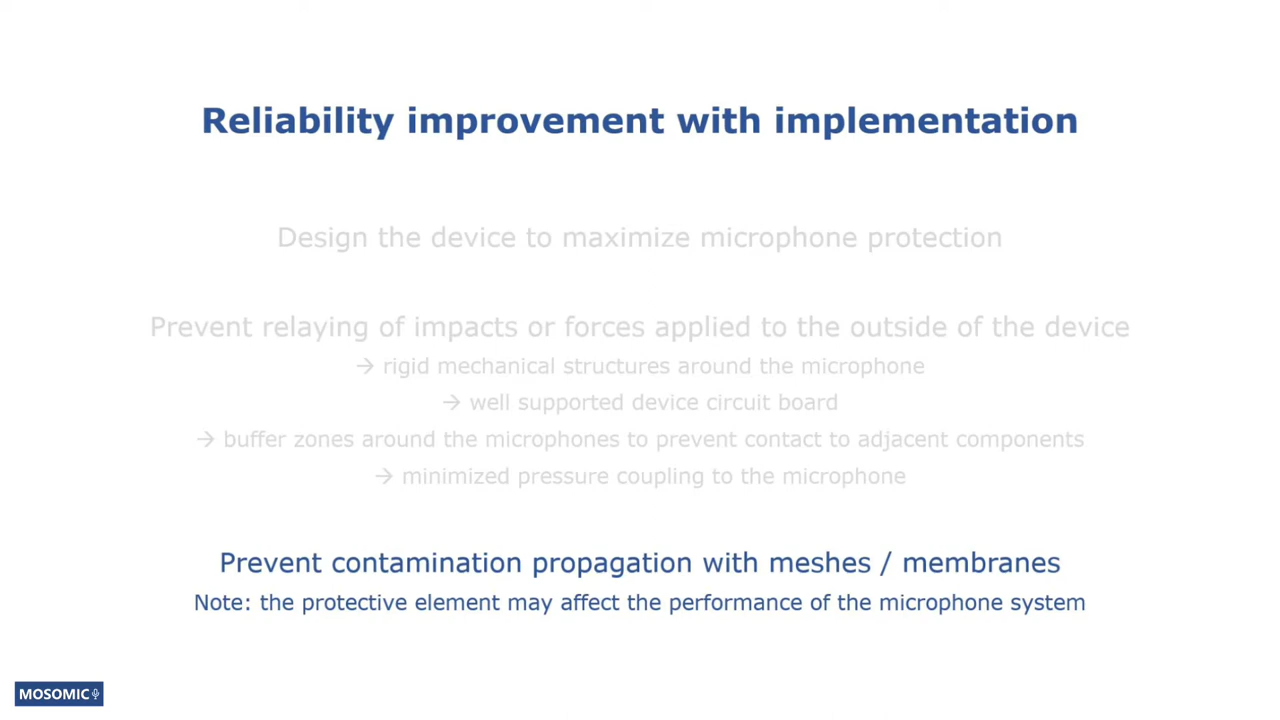 Reliability improvement with implementation
Design the device to maximize microphone protection
Prevent relaying of impacts or forces applied to the outside of the device
→ rigid mechanical structures around the microphone
→ well supported device circuit board
→ buffer zones around the microphones to prevent contact to adjacent components
→ minimized pressure coupling to the microphone
Prevent contamination propagation with meshes / membranes
Note: the protective element may affect the performance of the microphone system
MOSOMIC